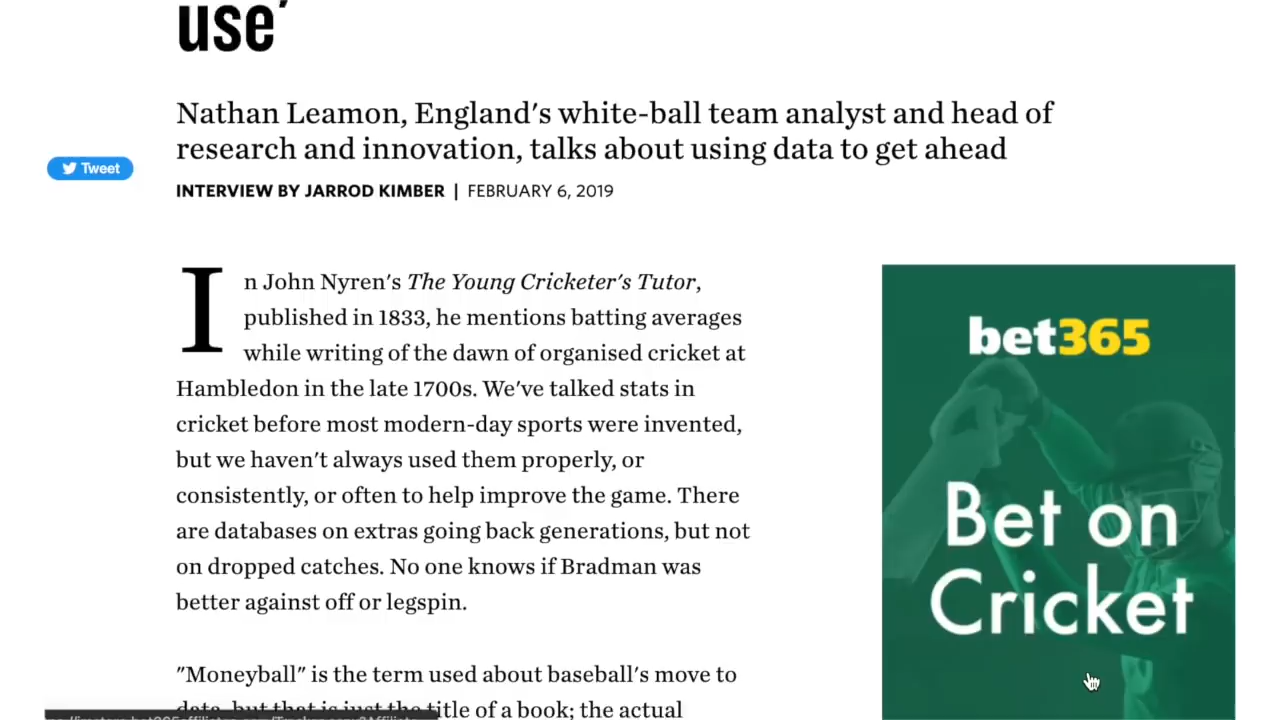 use'
Nathan Leamon, England's white-ball team analyst and head of
research and innovation, talks about using data to get ahead
Tweet
INTERVIEW BY JARROD KIMBER | FEBRUARY 6, 2019
In John Nyren's The Young Cricketer's Tutor,
published in 1833, he mentions batting averages
while writing of the dawn of organised cricket at
Hambledon in the late 1700s. We've talked stats in
cricket before most modern-day sports were invented,
but we haven't always used them properly, or
consistently, or often to help improve the game. There
are databases on extras going back generations, but not
on dropped catches. No one knows if Bradman was
better against off or legspin.
"Moneyball" is the term used about baseball's move to
data, but that is just the title of a book; the actual
bet365
Bet on
Cricket